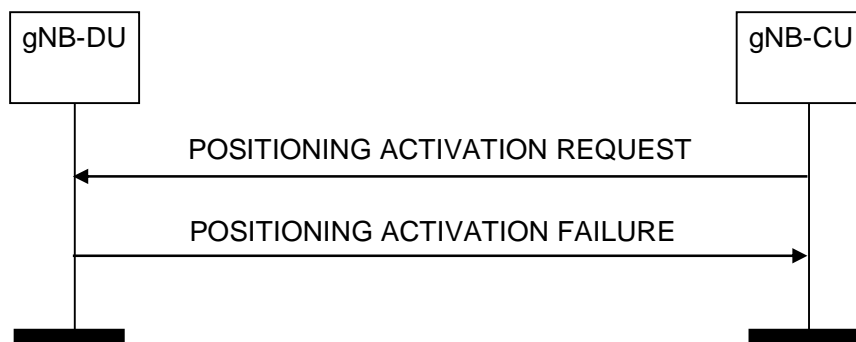 gNB-DU
gNB-CU
POSITIONING ACTIVATION REQUEST
POSITIONING ACTIVATION FAILURE